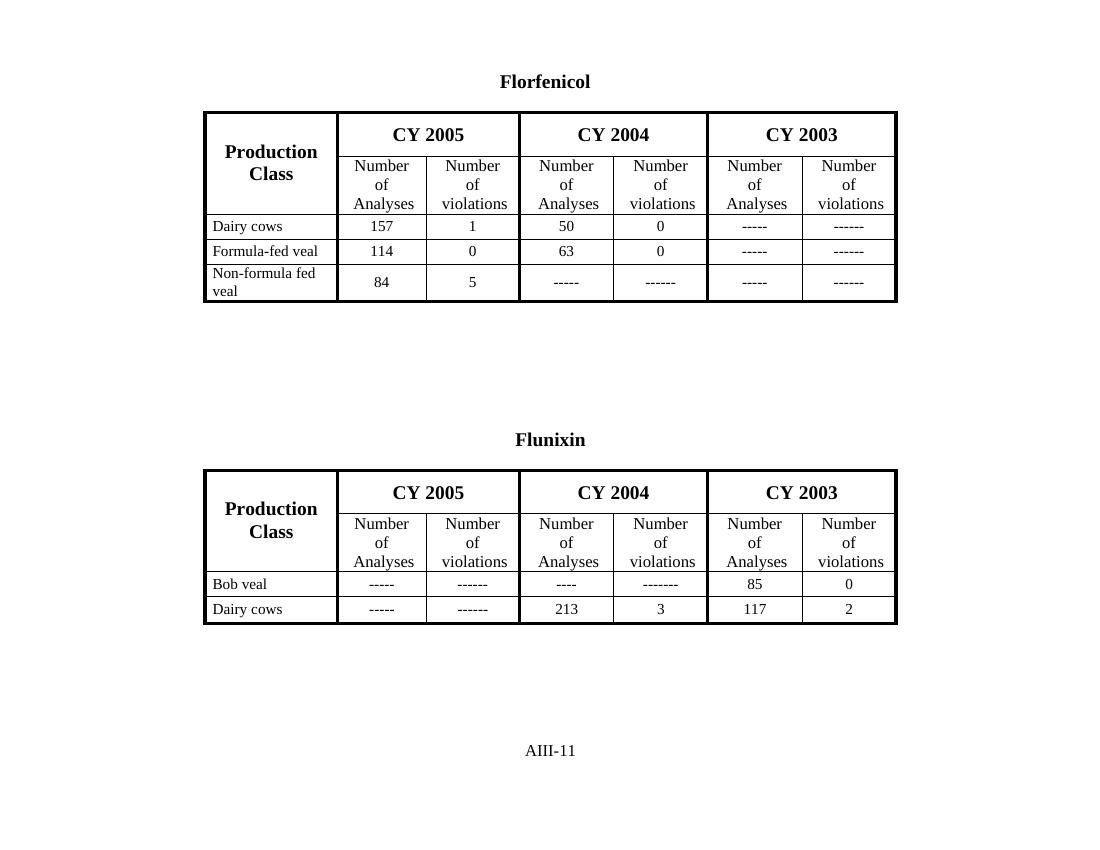 Florfenicol
Production Class CY 2005 CY 2004 CY 2003
Number of Analyses Number of violations Number of Analyses Number of violations Number of Analyses Number of violations
Dairy cows 157 1 50 0 ----- ------
Formula-fed veal 114 0 63 0 ----- ------
Non-formula fed veal 84 5 ----- ------ ----- ------
Flunixin
Production Class CY 2005 CY 2004 CY 2003
Number of Analyses Number of violations Number of Analyses Number of violations Number of Analyses Number of violations
Bob veal ----- ------ ---- ------- 85 0
Dairy cows ----- ------ 213 3 117 2
AIII-11